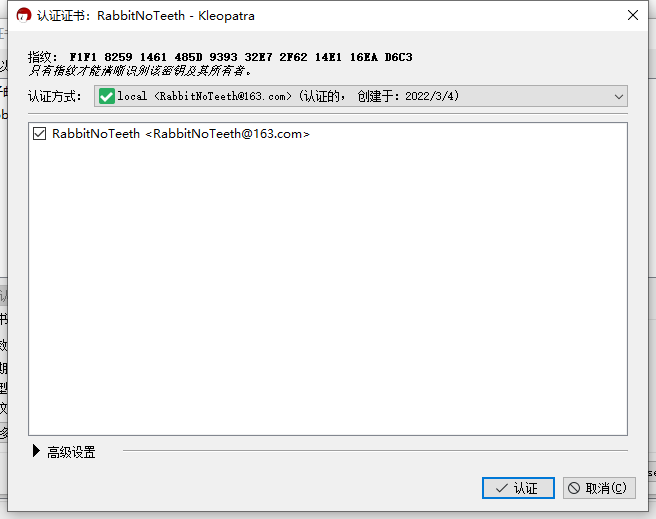 认证证书: RabbitNoTeeth - Kleopatra
指纹: F1F1 8259 1461 485D 9393 32E7 2F62 14E1 16EA D6C3
只有指纹才能清晰识别该密钥及其所有者。
认证方式: local <RabbitNoTeeth@163.com> (认证的, 创建于: 2022/3/4)
RabbitNoTeeth <RabbitNoTeeth@163.com>
高级设置
认证 取消(C)